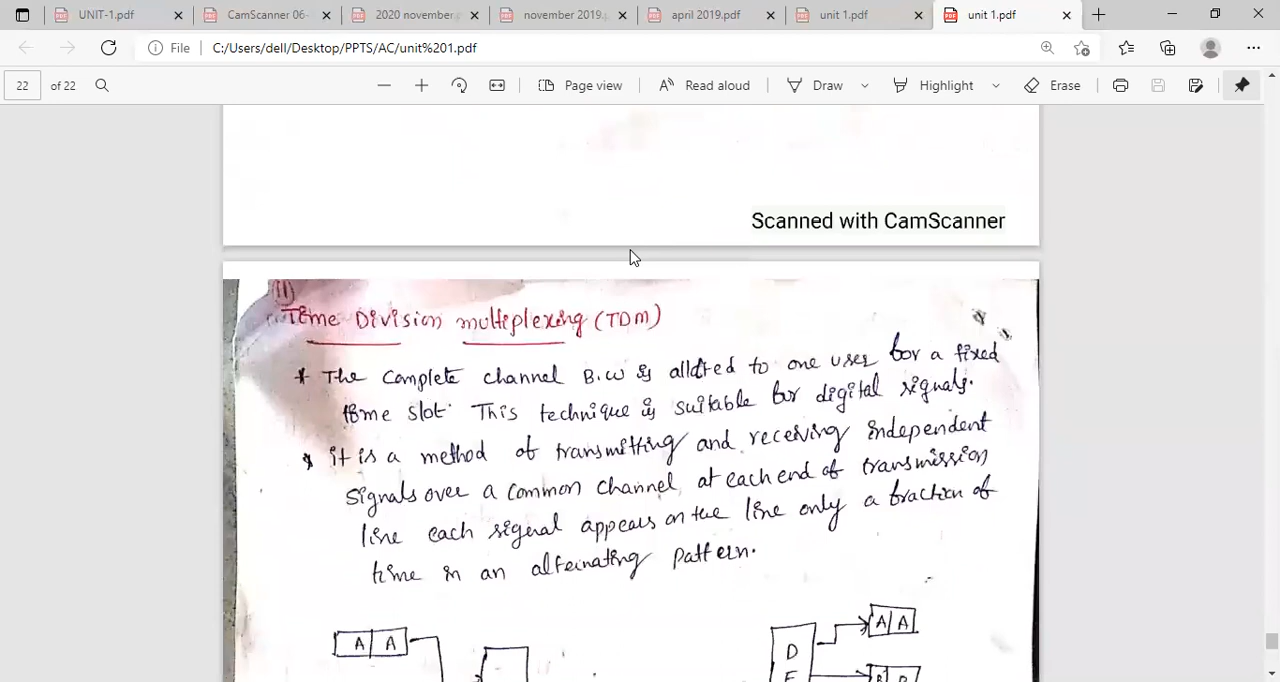 UNIT-1.pdf
CamScanner 06-
2020 november.p
november 2019.p
april 2019.pdf
unit 1.pdf
unit 1.pdf
File C:/Users/dell/Desktop/PPTS/AC/unit%201.pdf
22 of 22
Page view
Read aloud
Draw
Highlight
Erase
Scanned with CamScanner
11
Time Division multiplexing (TDM)
* The Complete channel B.W is allotted to one user for a fixed
time slot. This technique is suitable for digital signals.
* it is a method of transmitting and receiving independent
signals over a common channel, at each end of transmission
line each signal appears on the line only a fraction of
time in an alternating pattern.
A A
D
A A